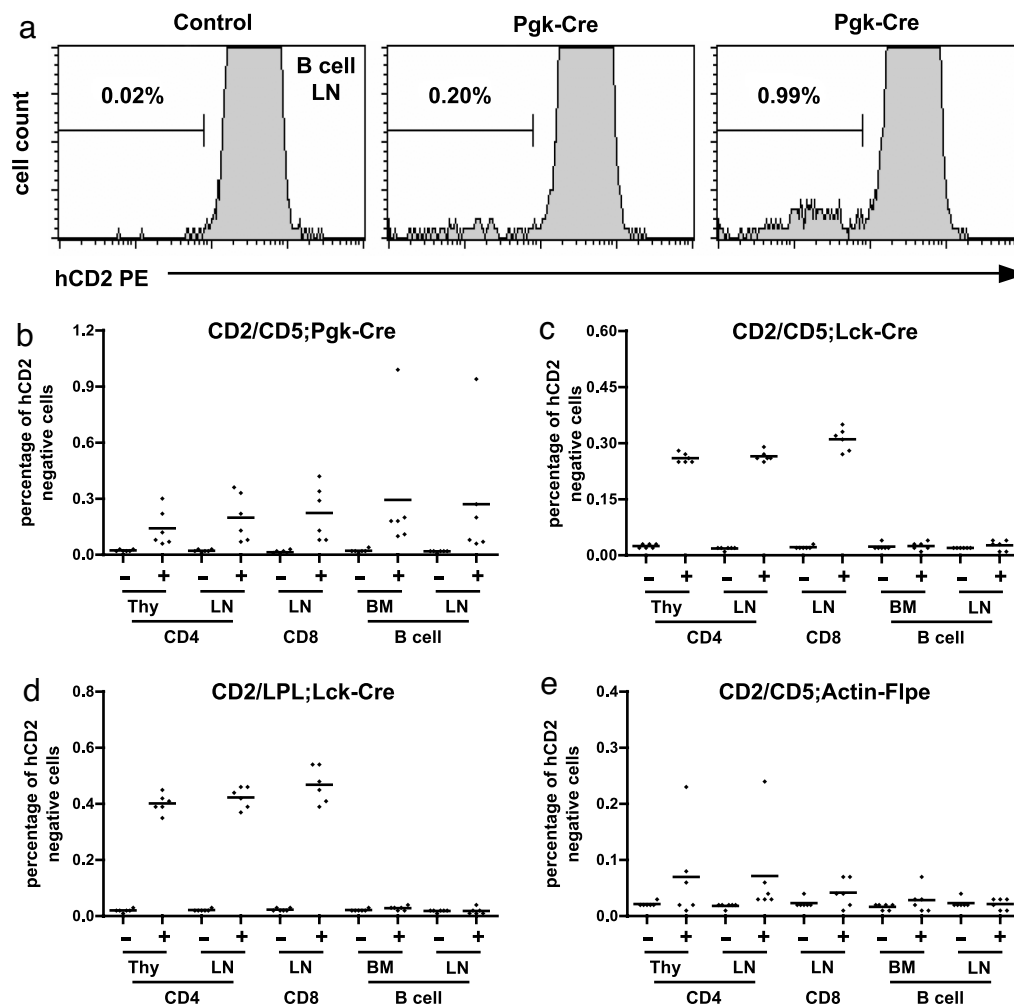 a
Control
Pgk-Cre
Pgk-Cre
cell count
0.02%
B cell
LN
0.20%
0.99%
hCD2 PE
b
CD2/CD5;Pgk-Cre
percentage of hCD2
negative cells
1.2
0.9
0.6
0.3
0.0
– + – + – + – + – +
Thy LN LN BM LN
CD4 CD8 B cell
c
CD2/CD5;Lck-Cre
percentage of hCD2
negative cells
0.60
0.45
0.30
0.15
0.00
– + – + – + – + – +
Thy LN LN BM LN
CD4 CD8 B cell
d
CD2/LPL;Lck-Cre
percentage of hCD2
negative cells
0.8
0.6
0.4
0.2
0.0
– + – + – + – + – +
Thy LN LN BM LN
CD4 CD8 B cell
e
CD2/CD5;Actin-Flpe
percentage of hCD2
negative cells
0.4
0.3
0.2
0.1
0.0
– + – + – + – + – +
Thy LN LN BM LN
CD4 CD8 B cell